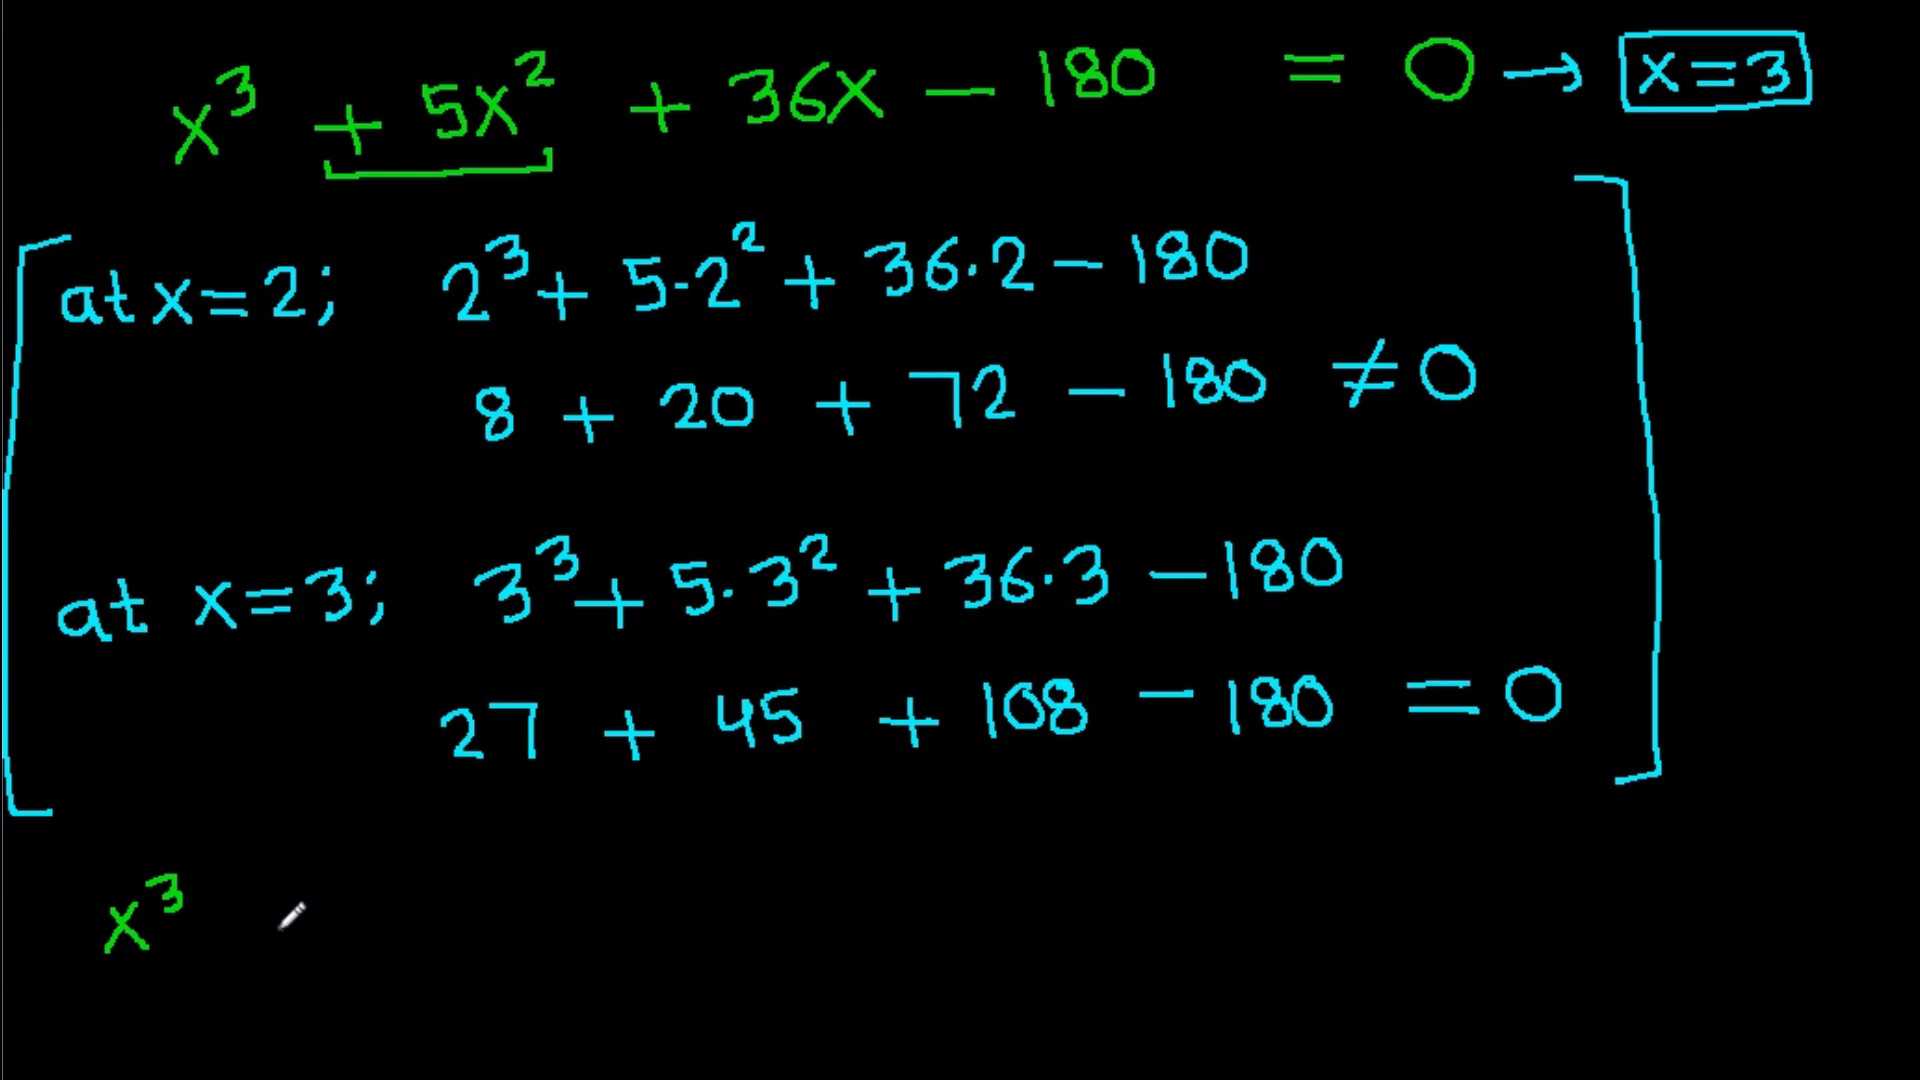 x³ + 5x² + 36x − 180 = 0 → x = 3
at x = 2; 2³ + 5·2² + 36·2 − 180
8 + 20 + 72 − 180 ≠ 0
at x = 3; 3³ + 5·3² + 36·3 − 180
27 + 45 + 108 − 180 = 0
x³